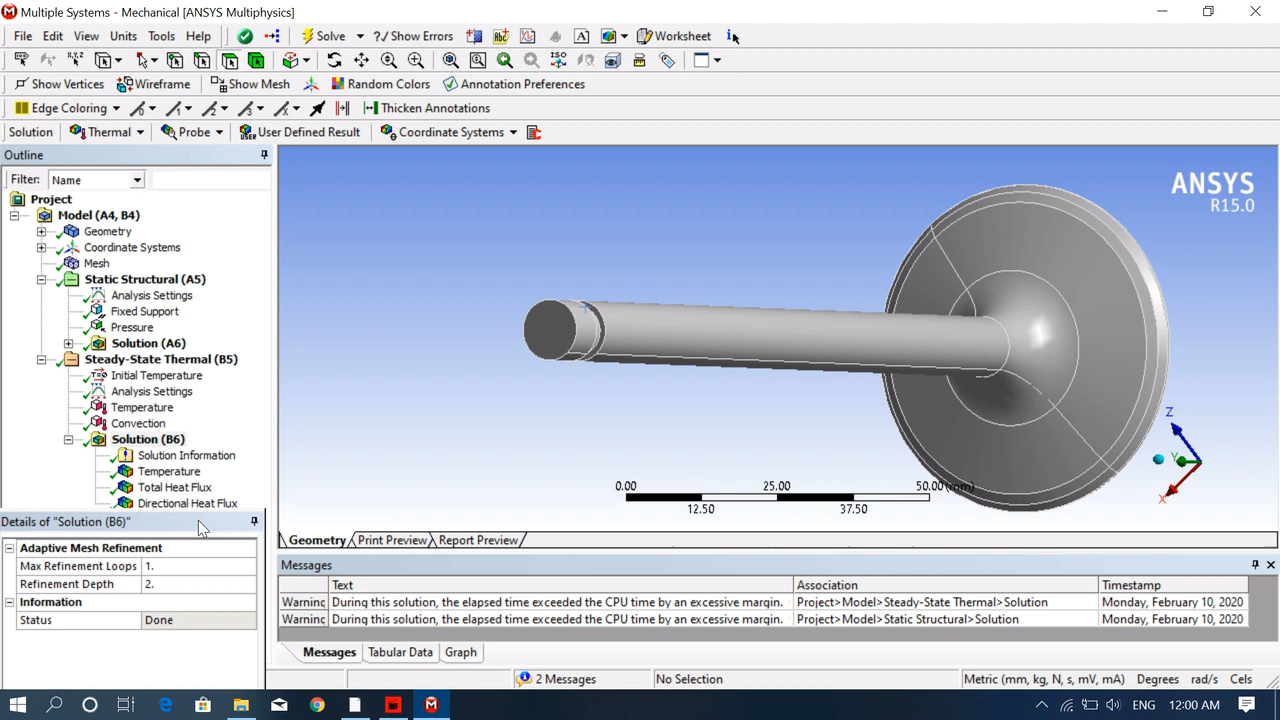 Multiple Systems - Mechanical [ANSYS Multiphysics]
File Edit View Units Tools Help Solve ?/ Show Errors Worksheet
Show Vertices Wireframe Show Mesh Random Colors Annotation Preferences
Edge Coloring Thicken Annotations
Solution Thermal Probe User Defined Result Coordinate Systems
Outline
Filter: Name
Project
Model (A4, B4)
Geometry
Coordinate Systems
Mesh
Static Structural (A5)
Analysis Settings
Fixed Support
Pressure
Solution (A6)
Steady-State Thermal (B5)
Initial Temperature
Analysis Settings
Temperature
Convection
Solution (B6)
Solution Information
Temperature
Total Heat Flux
Directional Heat Flux
Details of "Solution (B6)"
Adaptive Mesh Refinement
Max Refinement Loops 1.
Refinement Depth 2.
Information
Status Done
ANSYS
R15.0
Z
Y
X
0.00 25.00 50.00 (mm)
12.50 37.50
Geometry Print Preview Report Preview
Messages
Text Association Timestamp
Warning During this solution, the elapsed time exceeded the CPU time by an excessive margin. Project>Model>Steady-State Thermal>Solution Monday, February 10, 2020
Warning During this solution, the elapsed time exceeded the CPU time by an excessive margin. Project>Model>Static Structural>Solution Monday, February 10, 2020
Messages Tabular Data Graph
2 Messages No Selection Metric (mm, kg, N, s, mV, mA) Degrees rad/s Cels
ENG 12:00 AM